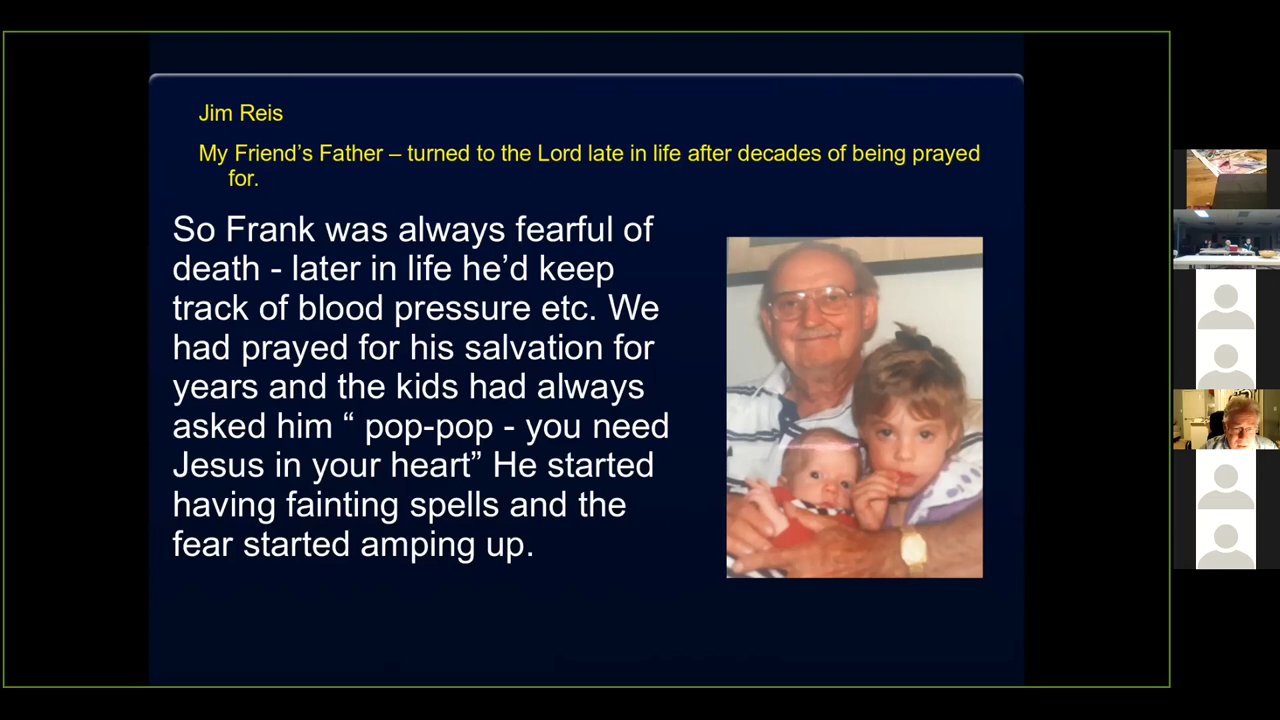 Jim Reis
My Friend’s Father – turned to the Lord late in life after decades of being prayed
for.
So Frank was always fearful of
death - later in life he’d keep
track of blood pressure etc. We
had prayed for his salvation for
years and the kids had always
asked him “ pop-pop - you need
Jesus in your heart” He started
having fainting spells and the
fear started amping up.